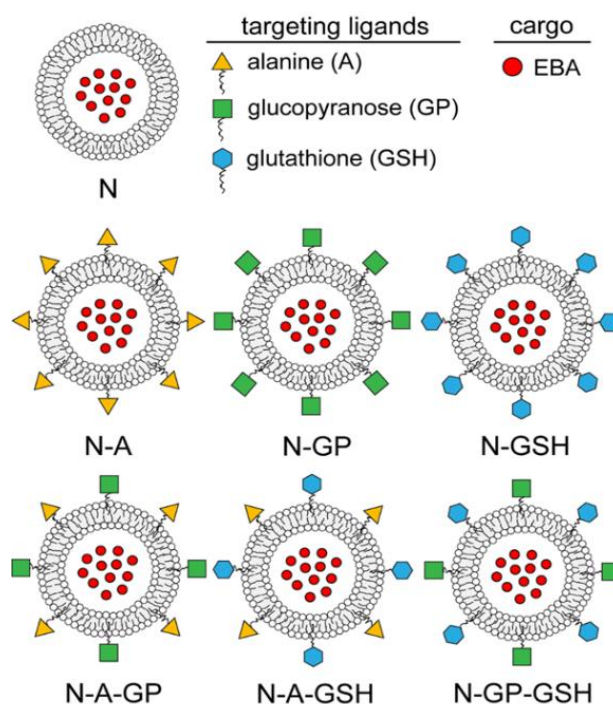 targeting ligands
cargo
alanine (A)
EBA
glucopyranose (GP)
glutathione (GSH)
N
N-A
N-GP
N-GSH
N-A-GP
N-A-GSH
N-GP-GSH